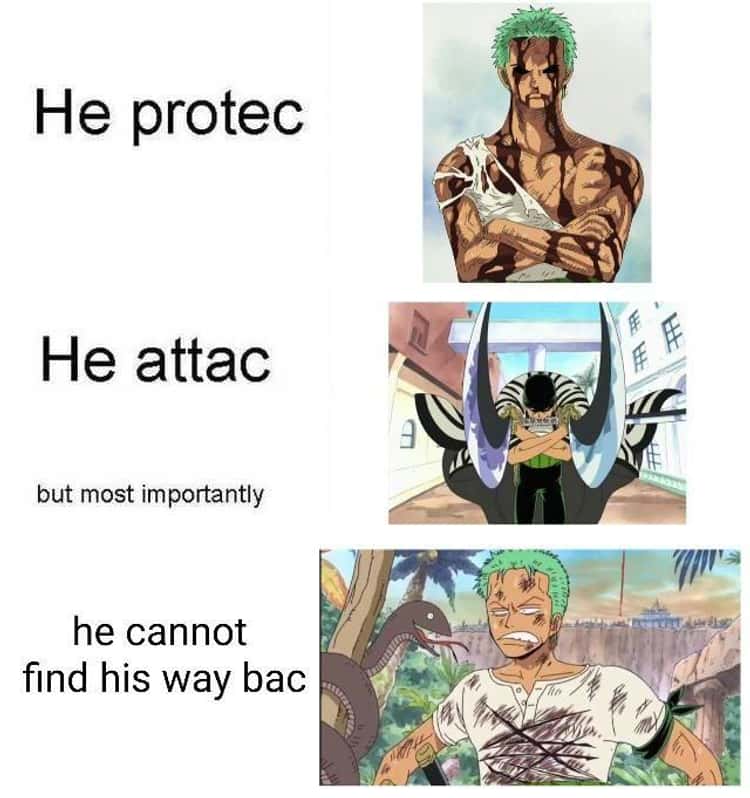 He protec
He attac
but most importantly
he cannot
find his way bac